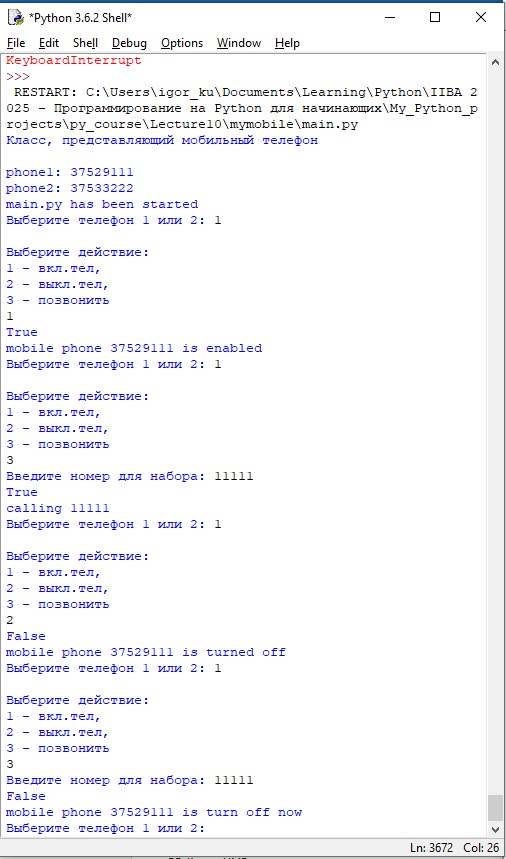 *Python 3.6.2 Shell*
File Edit Shell Debug Options Window Help
KeyboardInterrupt
>>>
RESTART: C:\Users\igor_ku\Documents\Learning\Python\IIBA 2
025 - Программирование на Python для начинающих\My_Python_p
rojects\py_course\Lecture10\mymobile\main.py
Класс, представляющий мобильный телефон
phone1: 37529111
phone2: 37533222
main.py has been started
Выберите телефон 1 или 2: 1
Выберите действие:
1 - вкл.тел,
2 - выкл.тел,
3 - позвонить
1
True
mobile phone 37529111 is enabled
Выберите телефон 1 или 2: 1
Выберите действие:
1 - вкл.тел,
2 - выкл.тел,
3 - позвонить
3
Введите номер для набора: 11111
True
calling 11111
Выберите телефон 1 или 2: 1
Выберите действие:
1 - вкл.тел,
2 - выкл.тел,
3 - позвонить
2
False
mobile phone 37529111 is turned off
Выберите телефон 1 или 2: 1
Выберите действие:
1 - вкл.тел,
2 - выкл.тел,
3 - позвонить
3
Введите номер для набора: 11111
False
mobile phone 37529111 is turn off now
Выберите телефон 1 или 2:
Ln: 3672 Col: 26